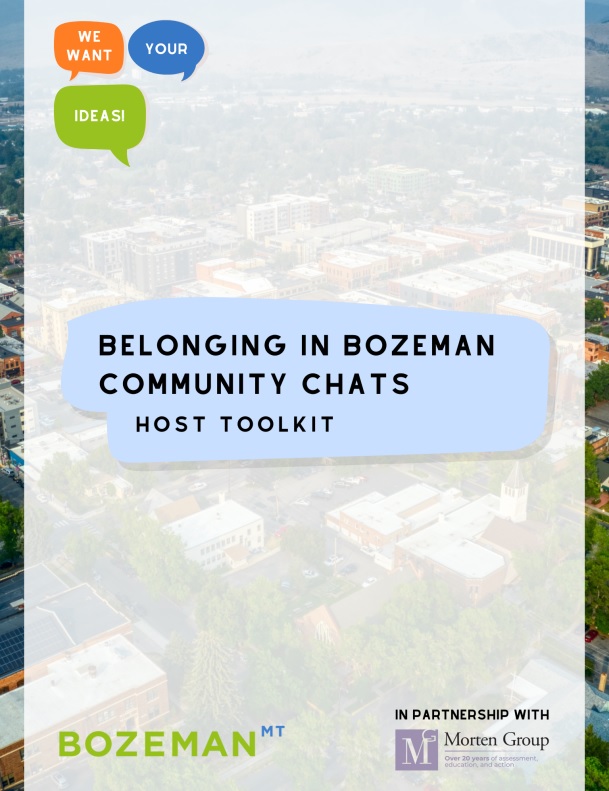 WE
WANT
YOUR
IDEAS!
BELONGING IN BOZEMAN
COMMUNITY CHATS
HOST TOOLKIT
IN PARTNERSHIP WITH
BOZEMAN MT
MG
Morten Group
Over 20 years of assessment,
education, and action